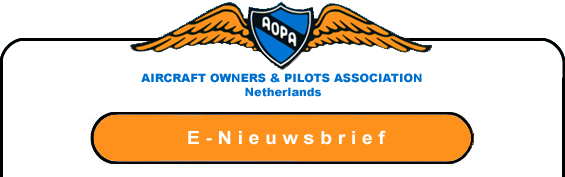 AOPA
AIRCRAFT OWNERS & PILOTS ASSOCIATION
Netherlands
E-Nieuwsbrief